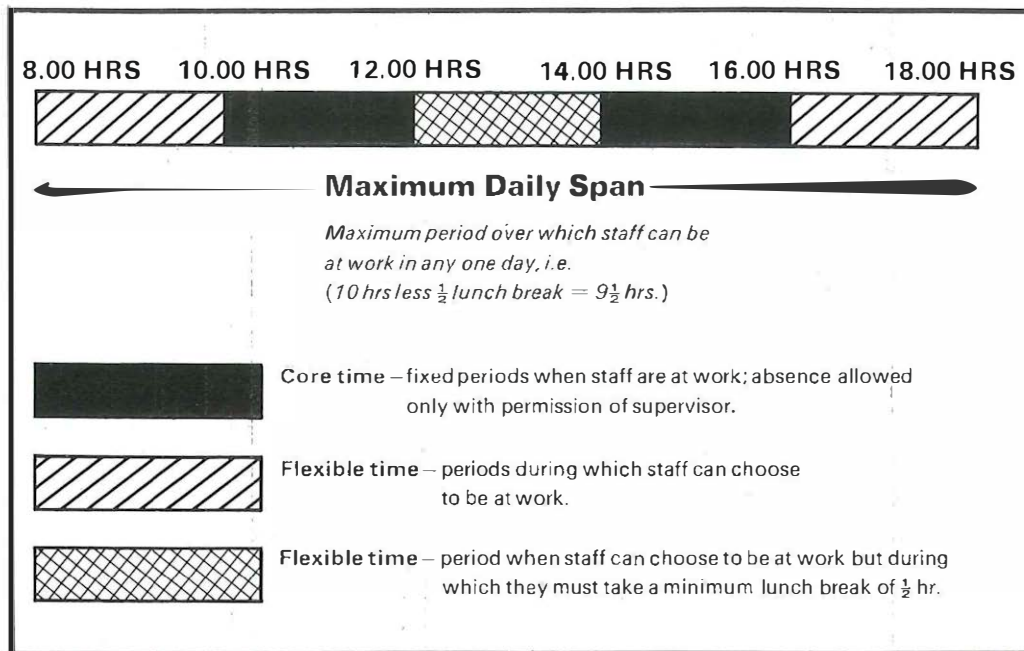 8.00 HRS 10.00 HRS 12.00 HRS 14.00 HRS 16.00 HRS 18.00 HRS
Maximum Daily Span
Maximum period over which staff can be
at work in any one day, i.e.
(10 hrs less ½ lunch break = 9½ hrs.)
Core time – fixed periods when staff are at work; absence allowed
only with permission of supervisor.
Flexible time – periods during which staff can choose
to be at work.
Flexible time – period when staff can choose to be at work but during
which they must take a minimum lunch break of ½ hr.